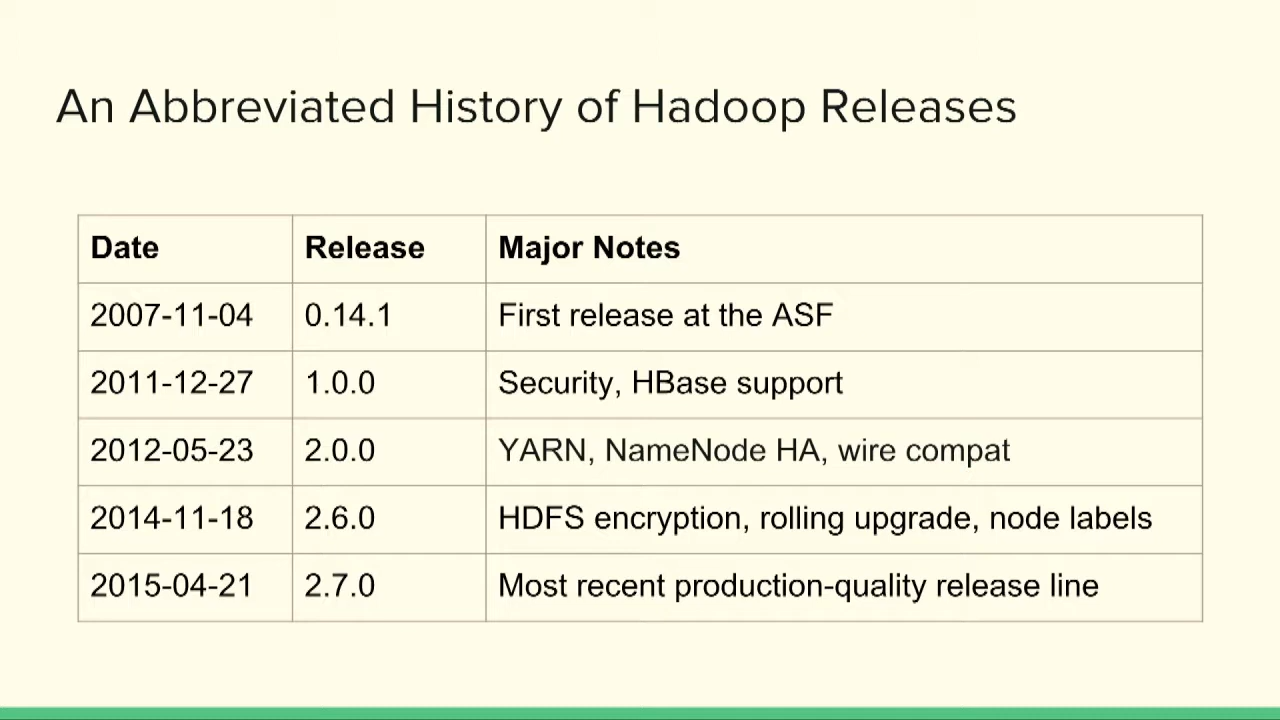 An Abbreviated History of Hadoop Releases
Date Release Major Notes
2007-11-04 0.14.1 First release at the ASF
2011-12-27 1.0.0 Security, HBase support
2012-05-23 2.0.0 YARN, NameNode HA, wire compat
2014-11-18 2.6.0 HDFS encryption, rolling upgrade, node labels
2015-04-21 2.7.0 Most recent production-quality release line